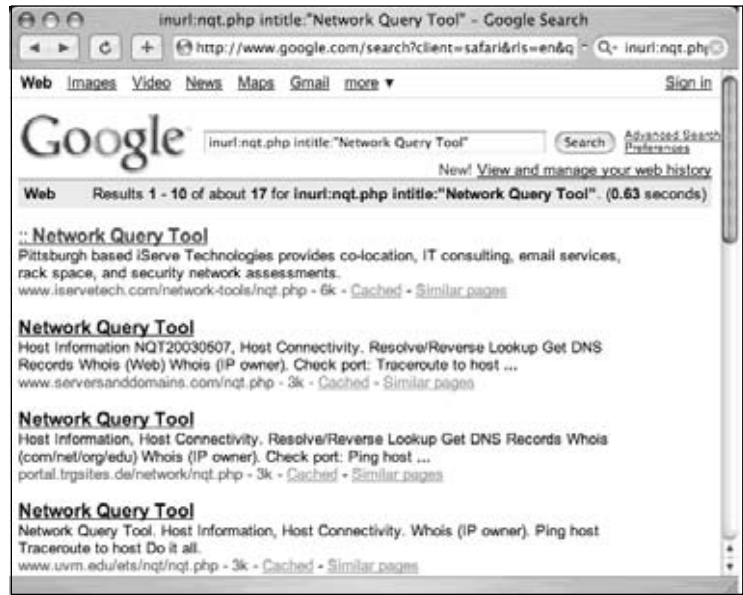 inurl:nqt.php intitle:"Network Query Tool" - Google Search
http://www.google.com/search?client=safari&rls=en&q
inurl:nqt.php
Web Images Video News Maps Gmail more ▼ Sign in
Google inurl:nqt.php intitle:"Network Query Tool" Search Advanced Search
Preferences
New! View and manage your web history
Web Results 1 - 10 of about 17 for inurl:nqt.php intitle:"Network Query Tool". (0.63 seconds)
:: Network Query Tool
Pittsburgh based iServe Technologies provides co-location, IT consulting, email services,
rack space, and security network assessments.
www.iservetech.com/network-tools/nqt.php - 6k - Cached - Similar pages
Network Query Tool
Host Information NQT20030507, Host Connectivity. Resolve/Reverse Lookup Get DNS
Records Whois (Web) Whois (IP owner). Check port: Traceroute to host ...
www.serversanddomains.com/nqt.php - 3k - Cached - Similar pages
Network Query Tool
Host Information, Host Connectivity. Resolve/Reverse Lookup Get DNS Records Whois
(com/net/org/edu) Whois (IP owner). Check port: Ping host ...
portal.trgsites.de/network/nqt.php - 3k - Cached - Similar pages
Network Query Tool
Network Query Tool. Host Information, Host Connectivity. Whois (IP owner). Ping host
Traceroute to host Do it all.
www.uvm.edu/ets/nqt/nqt.php - 3k - Cached - Similar pages